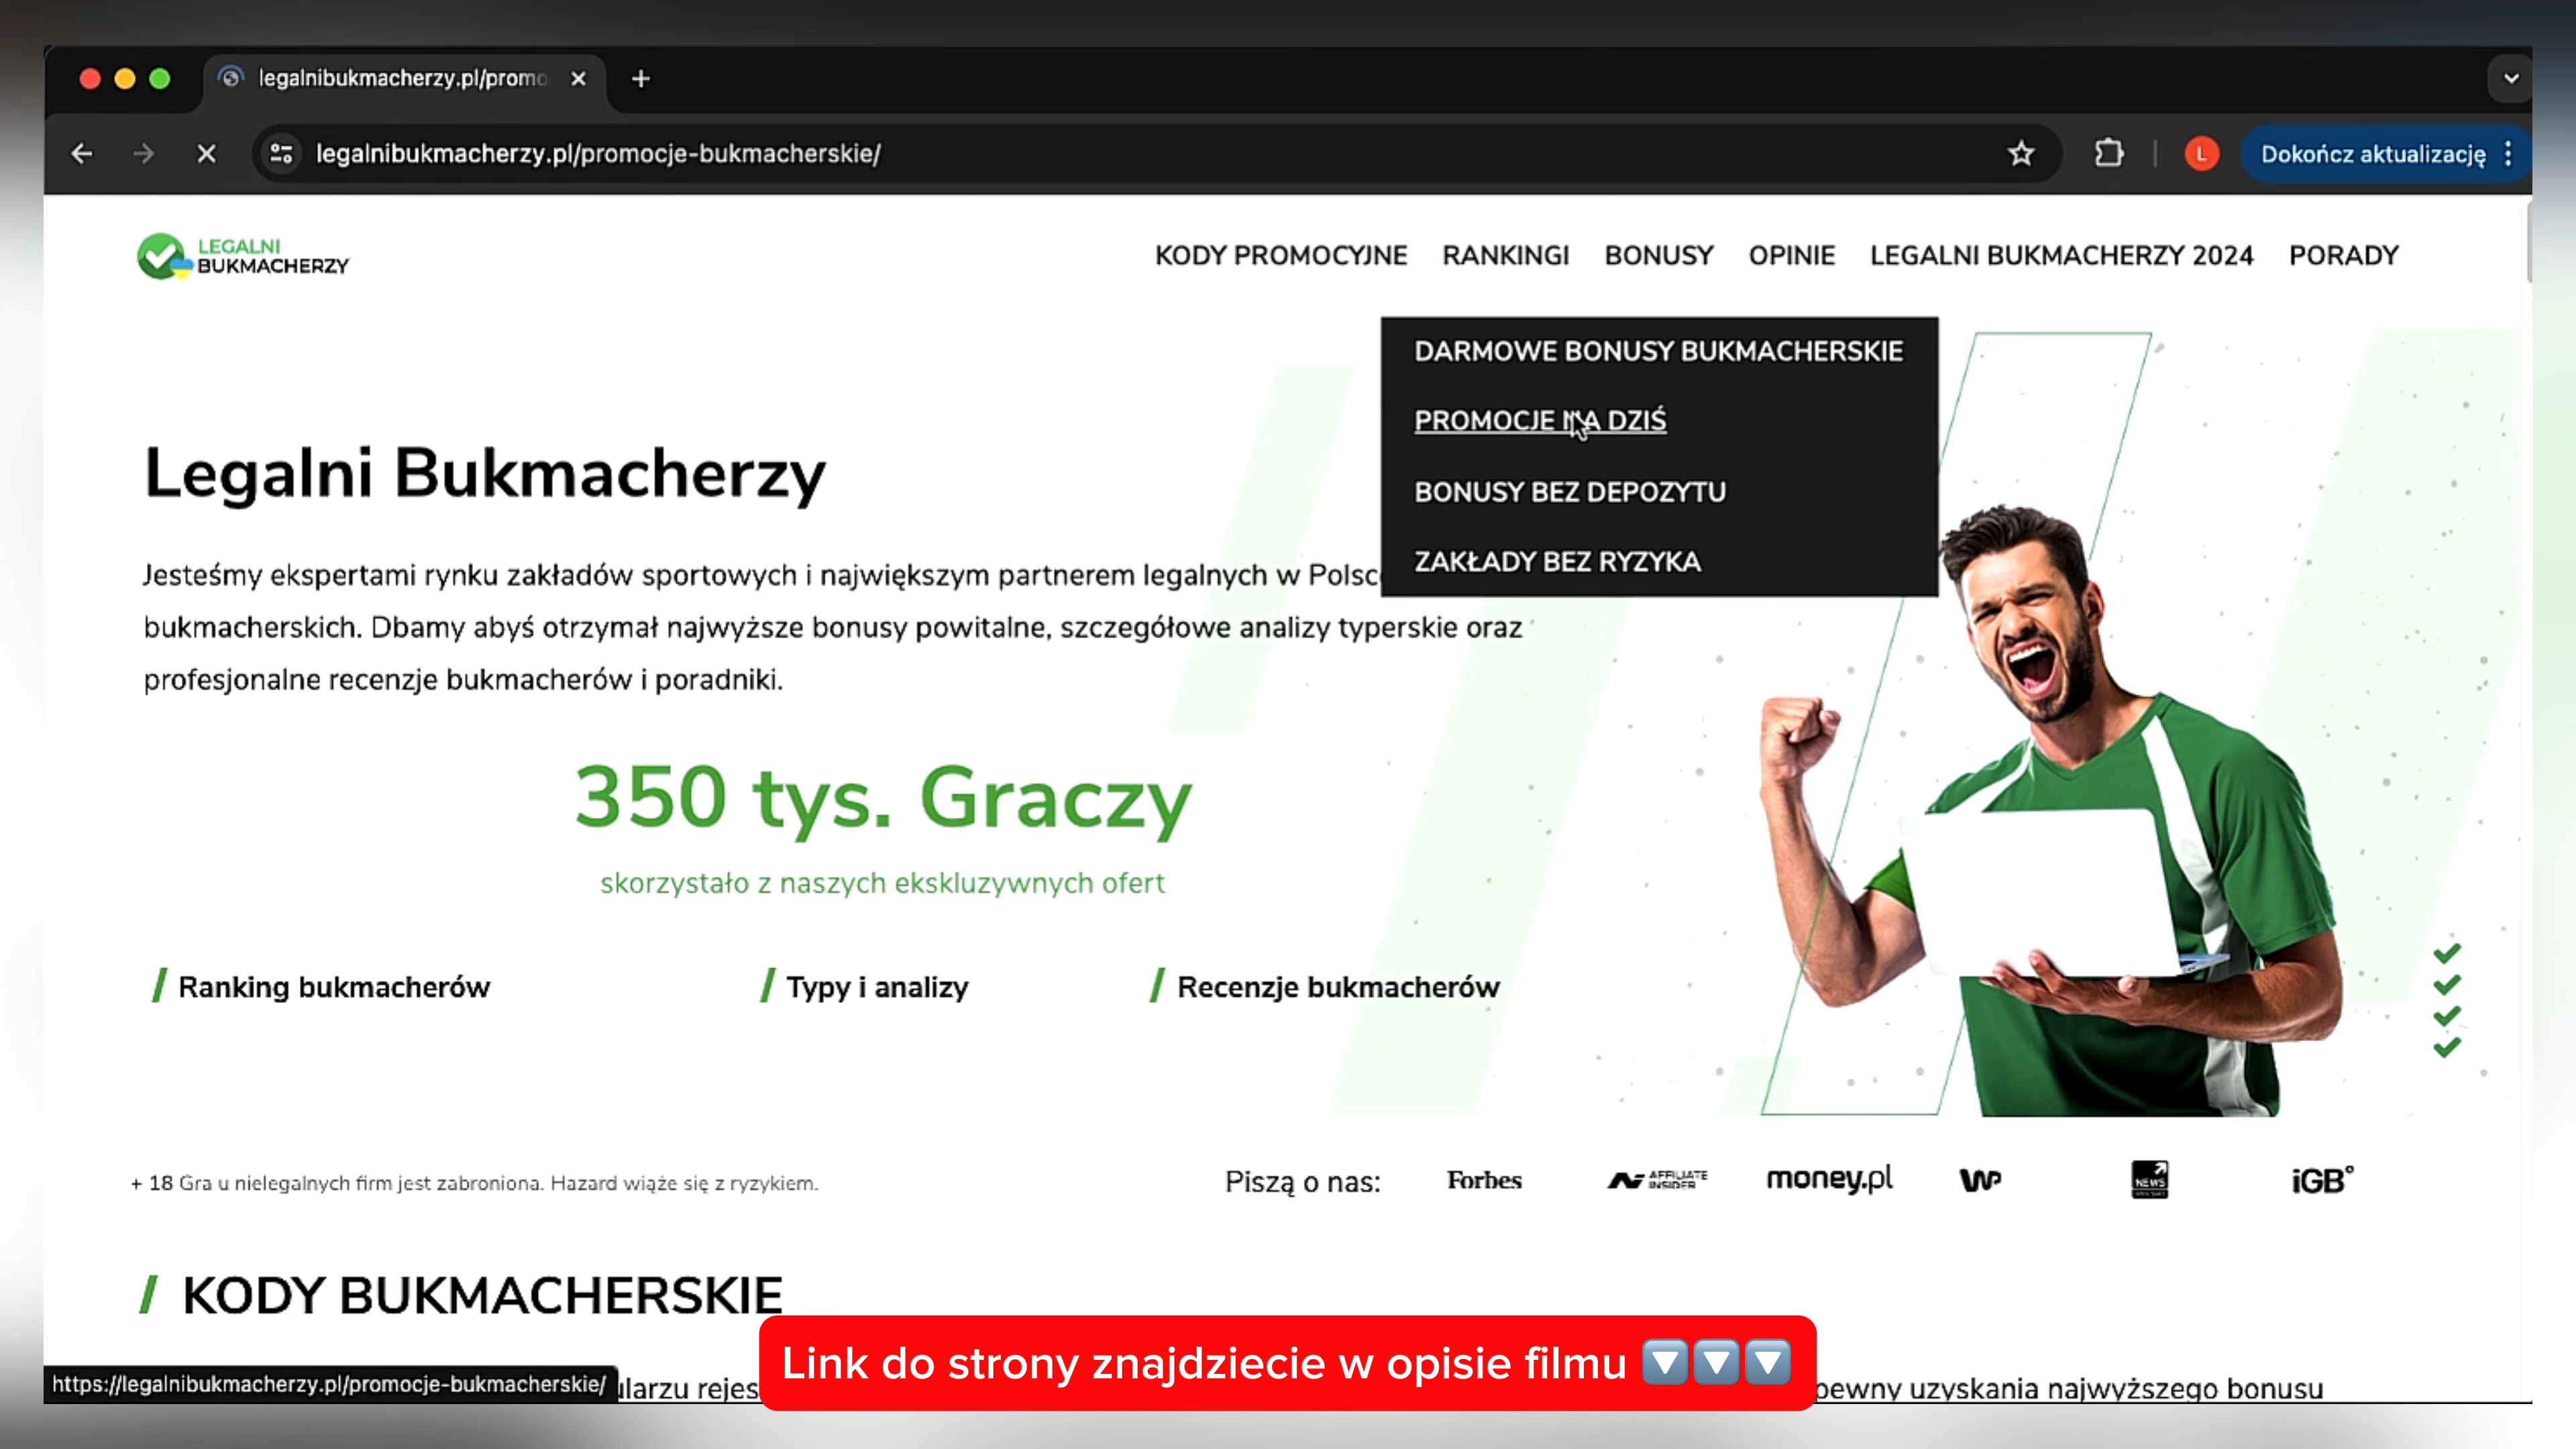 legalnibukmacherzy.pl/promo
legalnibukmacherzy.pl/promocje-bukmacherskie/
L
Dokończ aktualizację
LEGALNI
BUKMACHERZY
KODY PROMOCYJNE RANKINGI BONUSY OPINIE LEGALNI BUKMACHERZY 2024 PORADY
DARMOWE BONUSY BUKMACHERSKIE
PROMOCJE NA DZIŚ
BONUSY BEZ DEPOZYTU
ZAKŁADY BEZ RYZYKA
Legalni Bukmacherzy
Jesteśmy ekspertami rynku zakładów sportowych i największym partnerem legalnych w Polsc
bukmacherskich. Dbamy abyś otrzymał najwyższe bonusy powitalne, szczegółowe analizy typerskie oraz
profesjonalne recenzje bukmacherów i poradniki.
350 tys. Graczy
skorzystało z naszych ekskluzywnych ofert
/ Ranking bukmacherów / Typy i analizy / Recenzje bukmacherów
+ 18 Gra u nielegalnych firm jest zabroniona. Hazard wiąże się z ryzykiem.
Piszą o nas: Forbes AFFILIATE INSIDER money.pl WP NEWS iGB
/ KODY BUKMACHERSKIE
Link do strony znajdziecie w opisie filmu
https://legalnibukmacherzy.pl/promocje-bukmacherskie/ ularzu rejes pewny uzyskania najwyższego bonusu